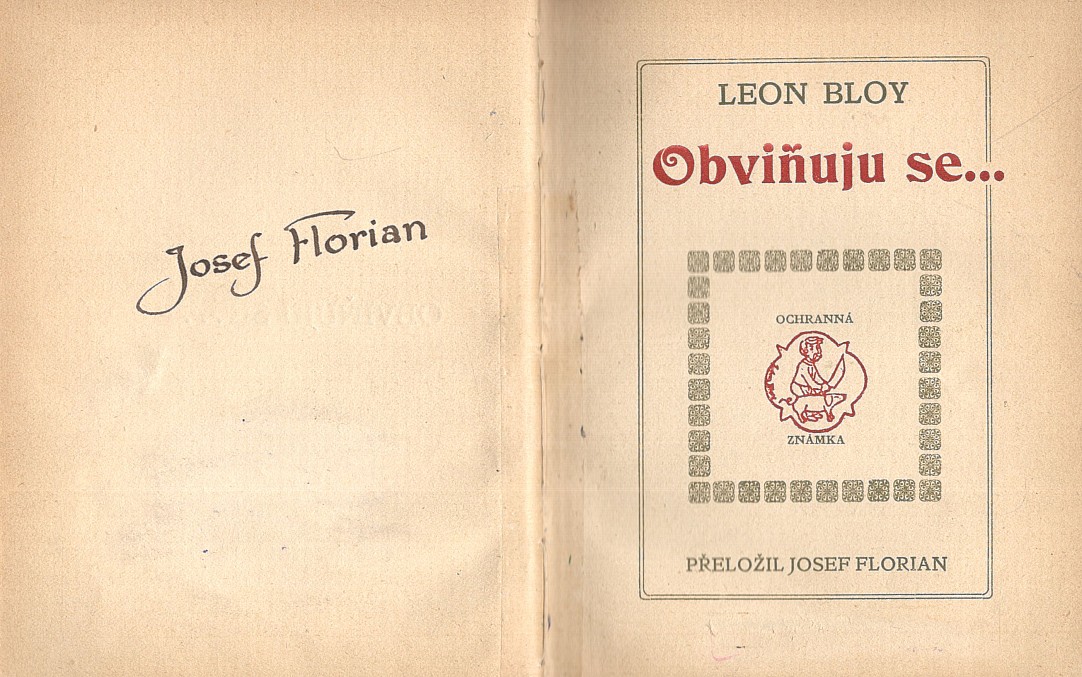 Josef Florian
LEON BLOY
Obviňuju se...
OCHRANNÁ
ZNÁMKA
PŘELOŽIL JOSEF FLORIAN